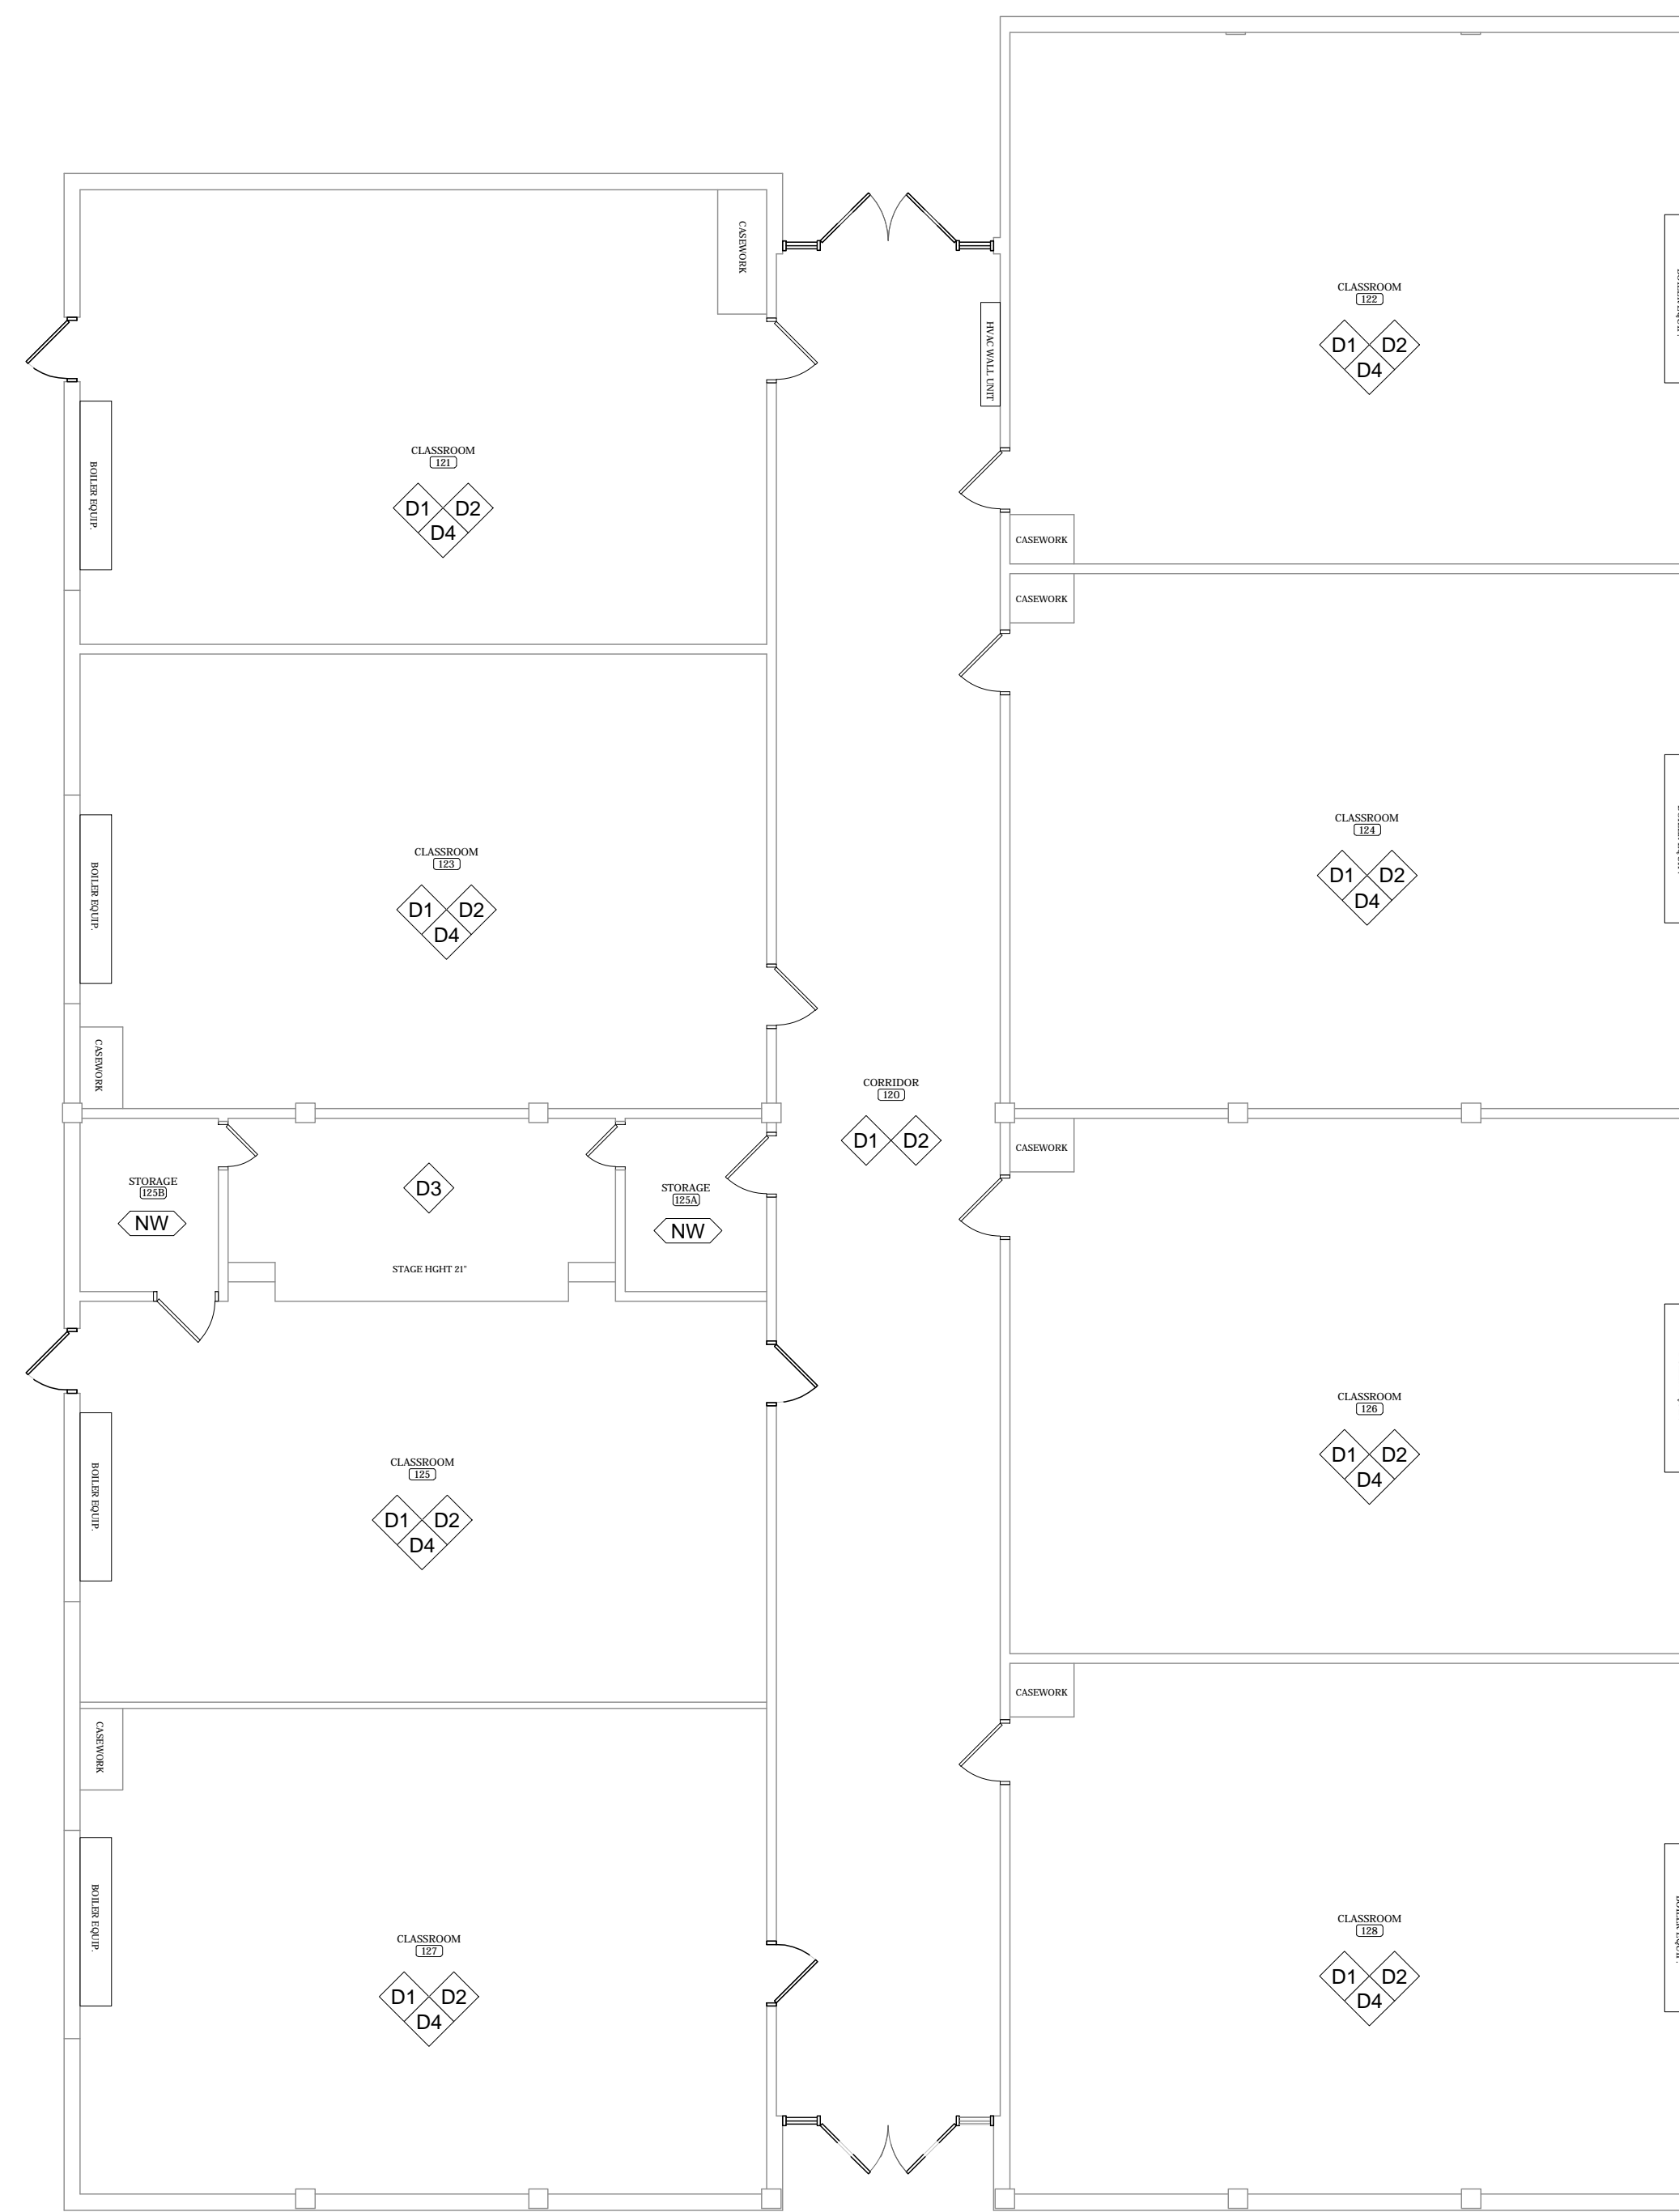 CASEWORK
CLASSROOM
122
D1 D2
D4
HVAC WALL UNIT
CLASSROOM
121
D1 D2
D4
BOILER EQUIP.
CASEWORK
CASEWORK
CLASSROOM
124
D1 D2
D4
CLASSROOM
123
D1 D2
D4
BOILER EQUIP.
CASEWORK
CORRIDOR
120
D1 D2
CASEWORK
STORAGE
125B
NW
D3
STORAGE
125A
NW
STAGE HGHT 21"
CLASSROOM
126
D1 D2
D4
CLASSROOM
125
D1 D2
D4
BOILER EQUIP.
CASEWORK
CASEWORK
CLASSROOM
128
D1 D2
D4
CLASSROOM
127
D1 D2
D4
BOILER EQUIP.